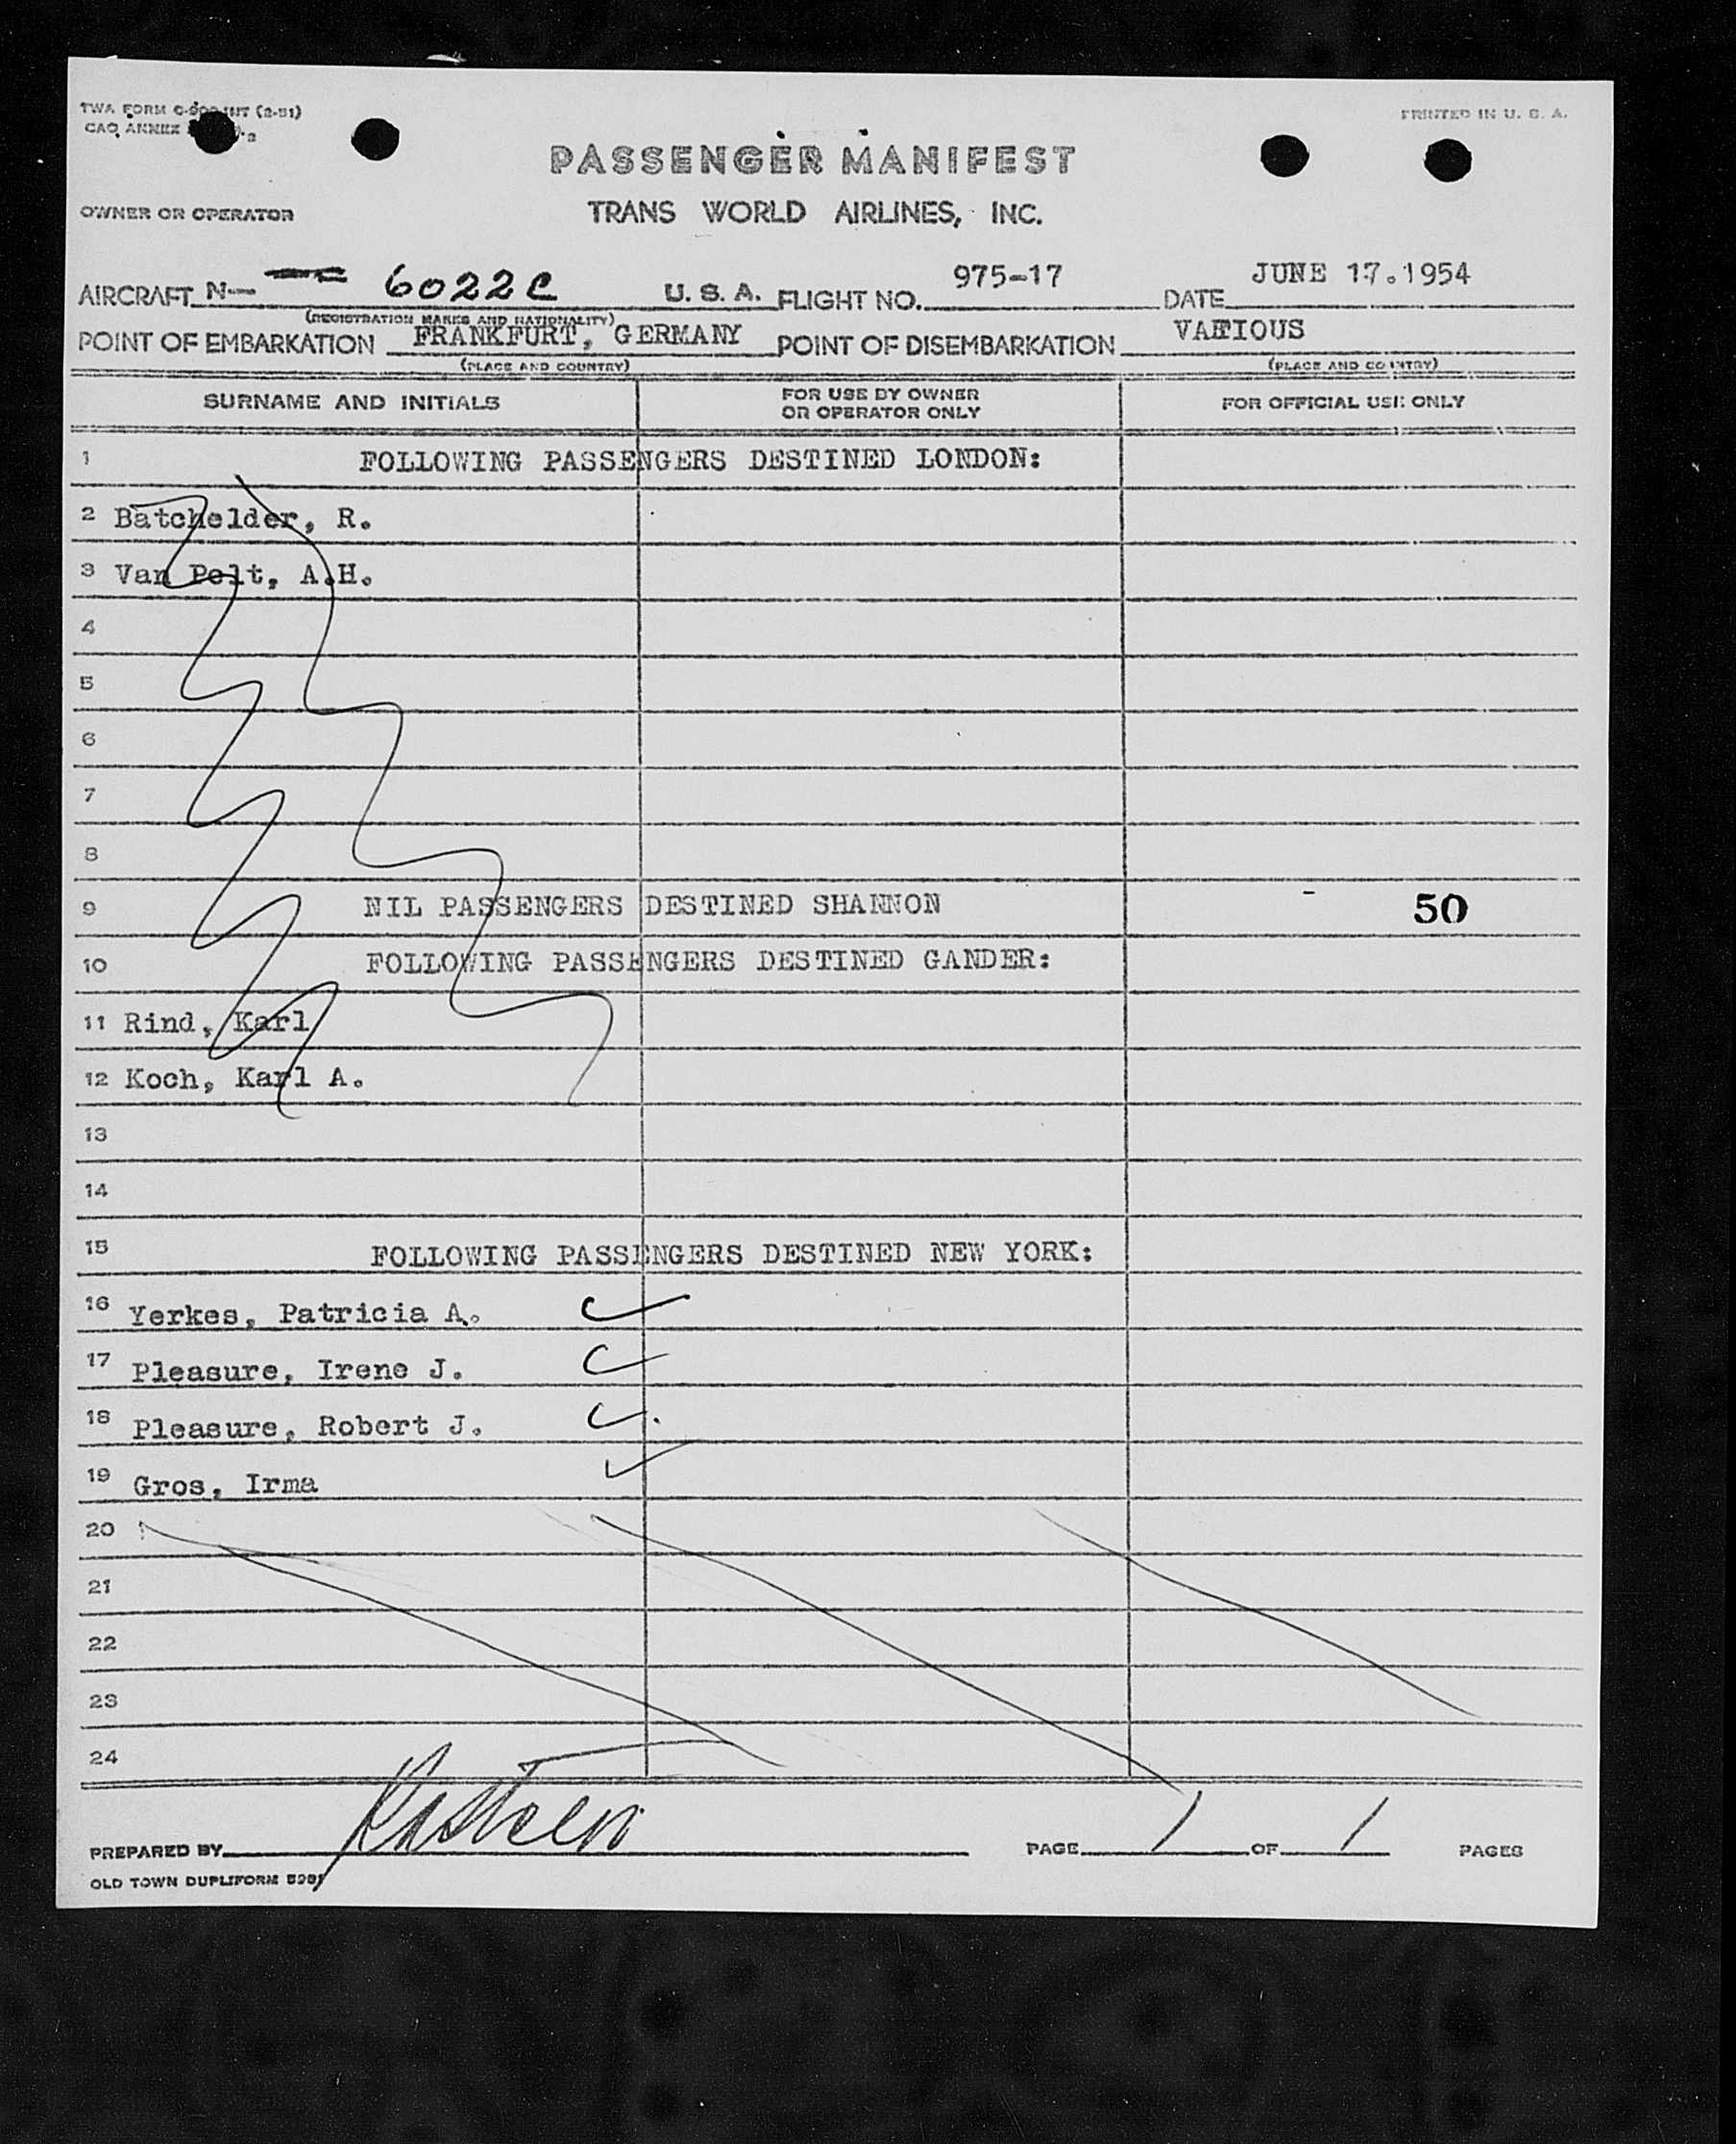 TWA FORM C-900-INT (2-51)
PRINTED IN U. S. A.
PASSENGER MANIFEST
OWNER OR OPERATOR
TRANS WORLD AIRLINES, INC.
AIRCRAFT N- 6022C U. S. A. FLIGHT NO. 975-17 DATE JUNE 17.1954
(REGISTRATION MARKS AND NATIONALITY)
POINT OF EMBARKATION FRANKFURT, GERMANY POINT OF DISEMBARKATION
(PLACE AND COUNTRY) (PLACE AND COUNTRY)
SURNAME AND INITIALS FOR USE BY OWNER OR OPERATOR ONLY FOR OFFICIAL USE ONLY
1 FOLLOWING PASSENGERS DESTINED LONDON:
2 Batchelder, R.
3 Van Pelt, A.H.
4
5
6
7
8
9 NIL PASSENGERS DESTINED SHANNON 50
10 FOLLOWING PASSENGERS DESTINED GANDER:
11 Rind, Karl
12 Koch, Karl A.
13
14
15 FOLLOWING PASSENGERS DESTINED NEW YORK:
16 Yerkes, Patricia A.
17 Pleasure, Irene J.
18 Pleasure, Robert J.
19 Gros, Irma
20
21
22
23
24
PREPARED BY PAGE 1 OF 1 PAGES
OLD TOWN DUPLIFORM